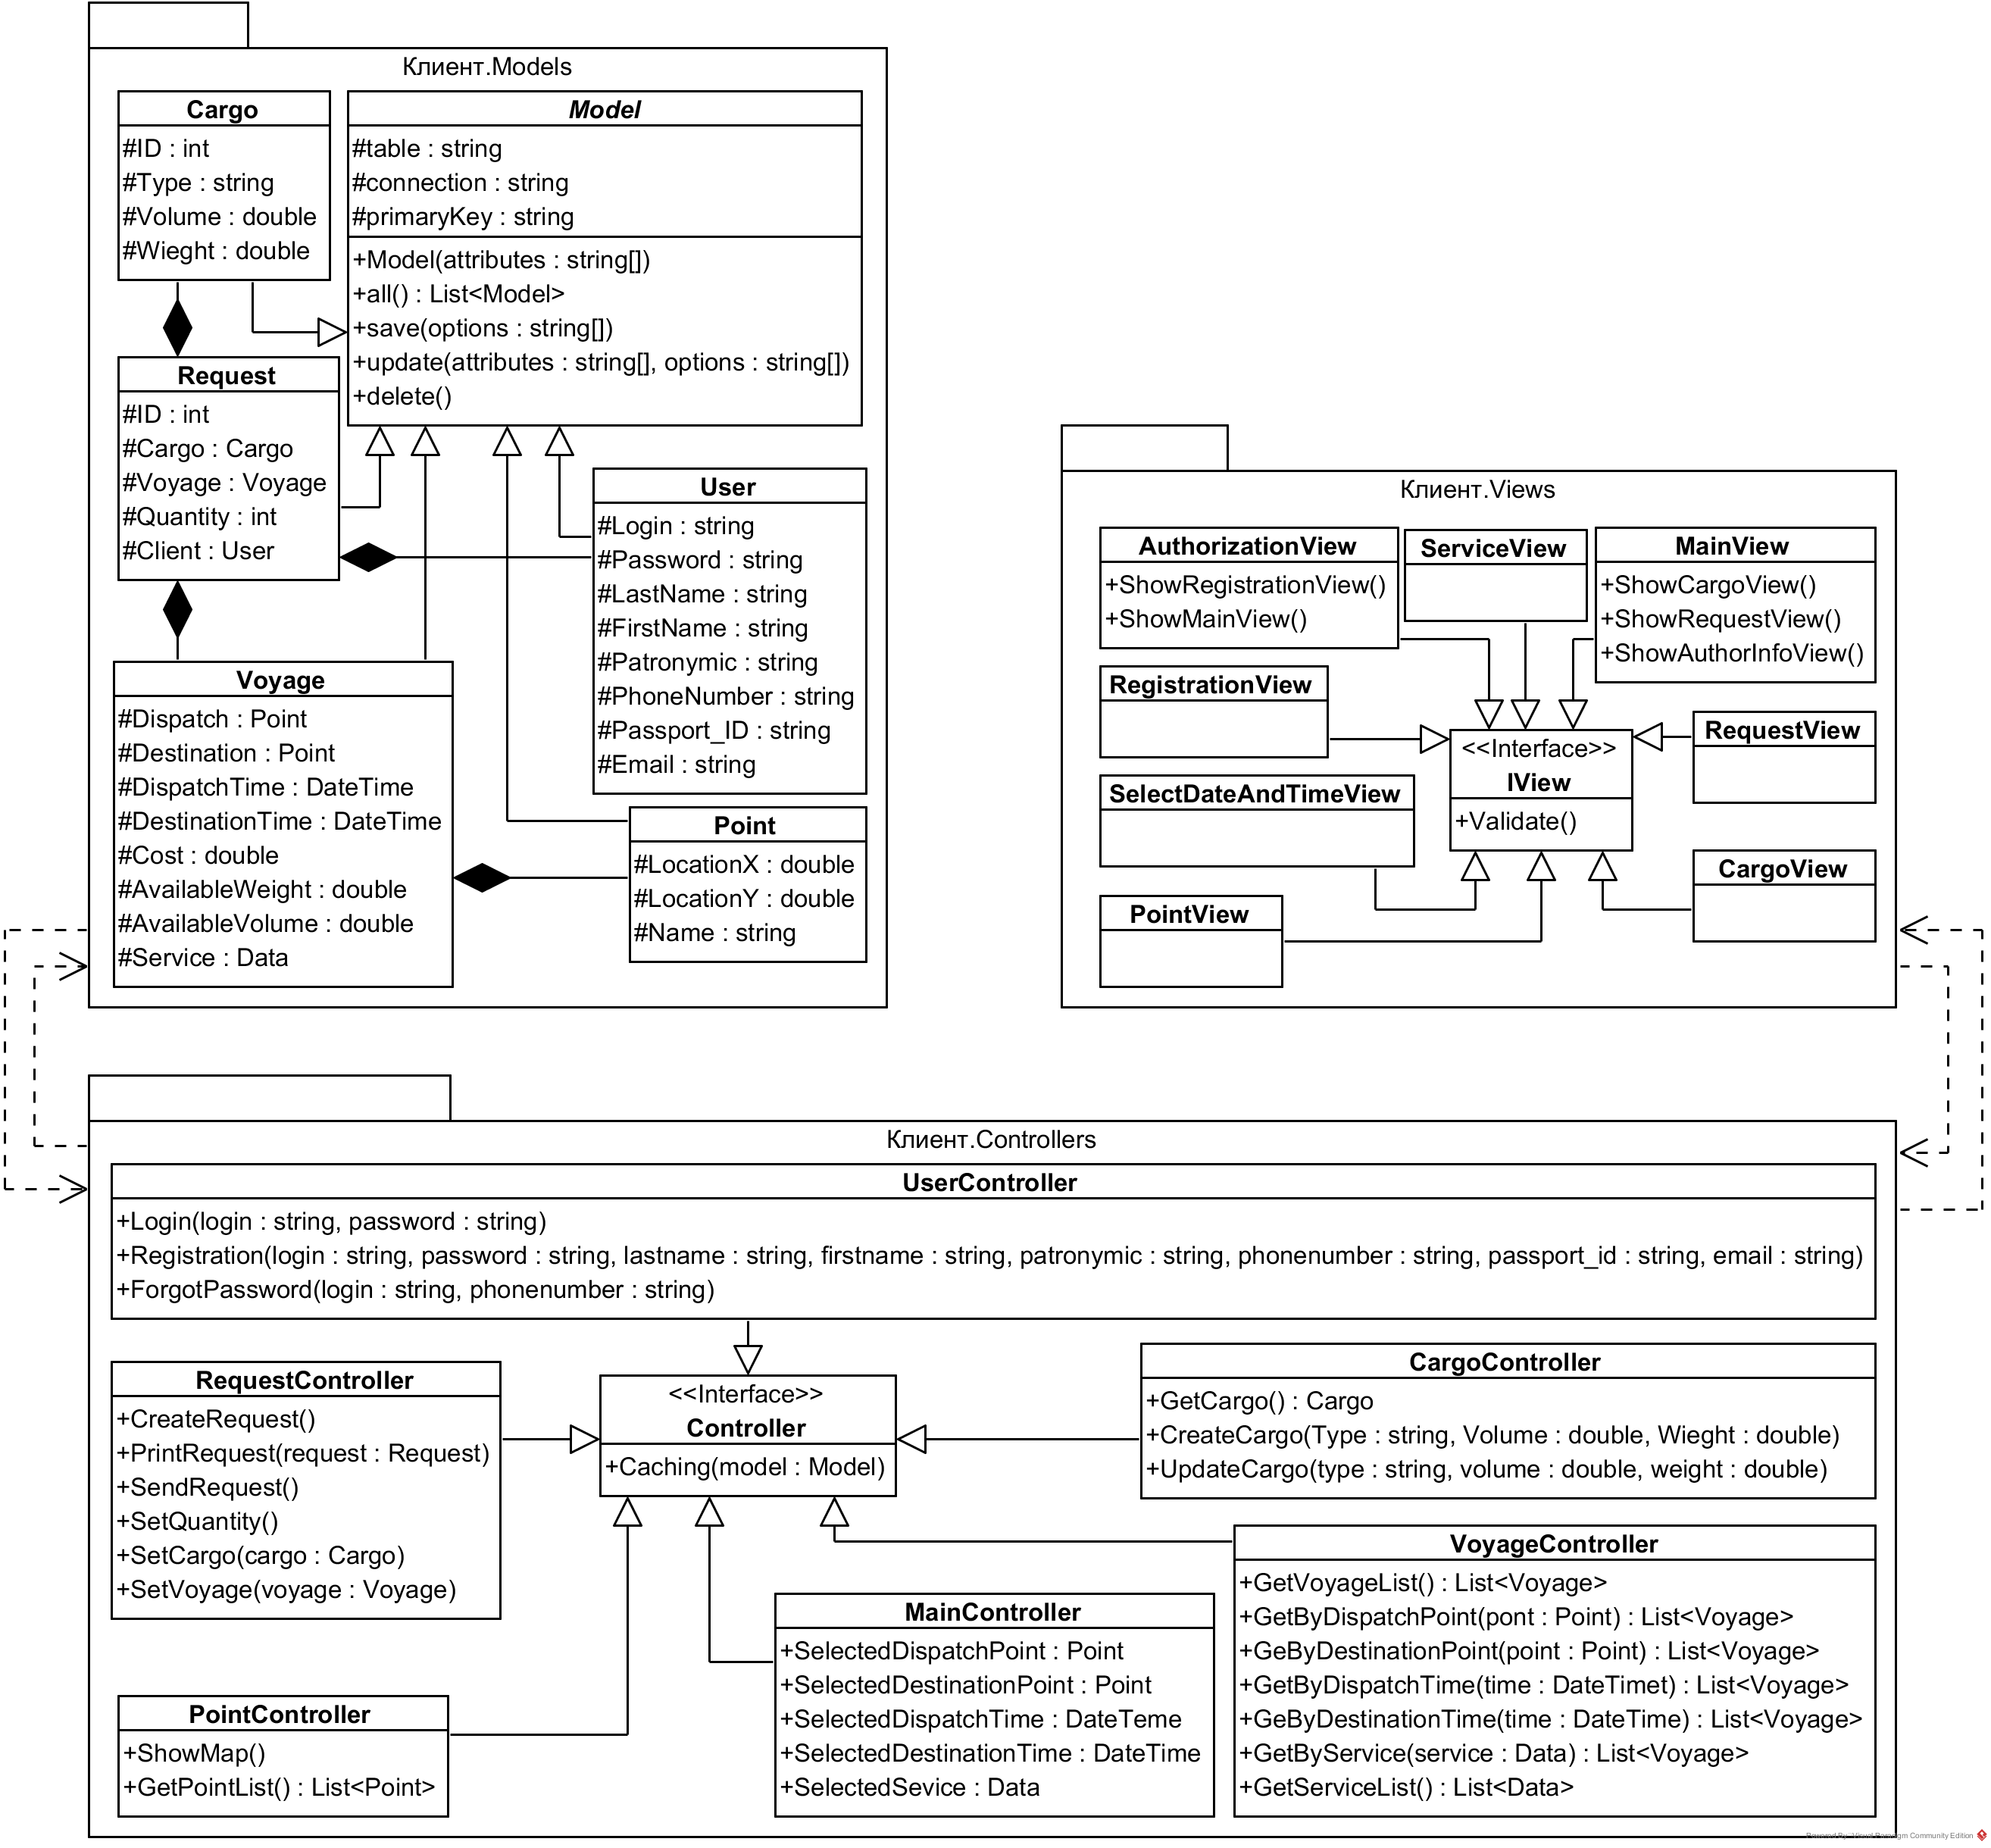 Клиент.Models
Cargo
#ID : int
#Type : string
#Volume : double
#Wieght : double
Model
#table : string
#connection : string
#primaryKey : string
+Model(attributes : string[])
+all() : List<Model>
+save(options : string[])
+update(attributes : string[], options : string[])
+delete()
Request
#ID : int
#Cargo : Cargo
#Voyage : Voyage
#Quantity : int
#Client : User
User
#Login : string
#Password : string
#LastName : string
#FirstName : string
#Patronymic : string
#PhoneNumber : string
#Passport_ID : string
#Email : string
Voyage
#Dispatch : Point
#Destination : Point
#DispatchTime : DateTime
#DestinationTime : DateTime
#Cost : double
#AvailableWeight : double
#AvailableVolume : double
#Service : Data
Point
#LocationX : double
#LocationY : double
#Name : string
Клиент.Views
AuthorizationView
+ShowRegistrationView()
+ShowMainView()
ServiceView
MainView
+ShowCargoView()
+ShowRequestView()
+ShowAuthorInfoView()
RegistrationView
<<Interface>>
IView
+Validate()
RequestView
SelectDateAndTimeView
CargoView
PointView
Клиент.Controllers
UserController
+Login(login : string, password : string)
+Registration(login : string, password : string, lastname : string, firstname : string, patronymic : string, phonenumber : string, passport_id : string, email : string)
+ForgotPassword(login : string, phonenumber : string)
RequestController
+CreateRequest()
+PrintRequest(request : Request)
+SendRequest()
+SetQuantity()
+SetCargo(cargo : Cargo)
+SetVoyage(voyage : Voyage)
<<Interface>>
Controller
+Caching(model : Model)
CargoController
+GetCargo() : Cargo
+CreateCargo(Type : string, Volume : double, Wieght : double)
+UpdateCargo(type : string, volume : double, weight : double)
VoyageController
+GetVoyageList() : List<Voyage>
+GetByDispatchPoint(pont : Point) : List<Voyage>
+GeByDestinationPoint(point : Point) : List<Voyage>
+GetByDispatchTime(time : DateTimet) : List<Voyage>
+GeByDestinationTime(time : DateTime) : List<Voyage>
+GetByService(service : Data) : List<Voyage>
+GetServiceList() : List<Data>
MainController
+SelectedDispatchPoint : Point
+SelectedDestinationPoint : Point
+SelectedDispatchTime : DateTeme
+SelectedDestinationTime : DateTime
+SelectedSevice : Data
PointController
+ShowMap()
+GetPointList() : List<Point>
Powered By Visual Paradigm Community Edition